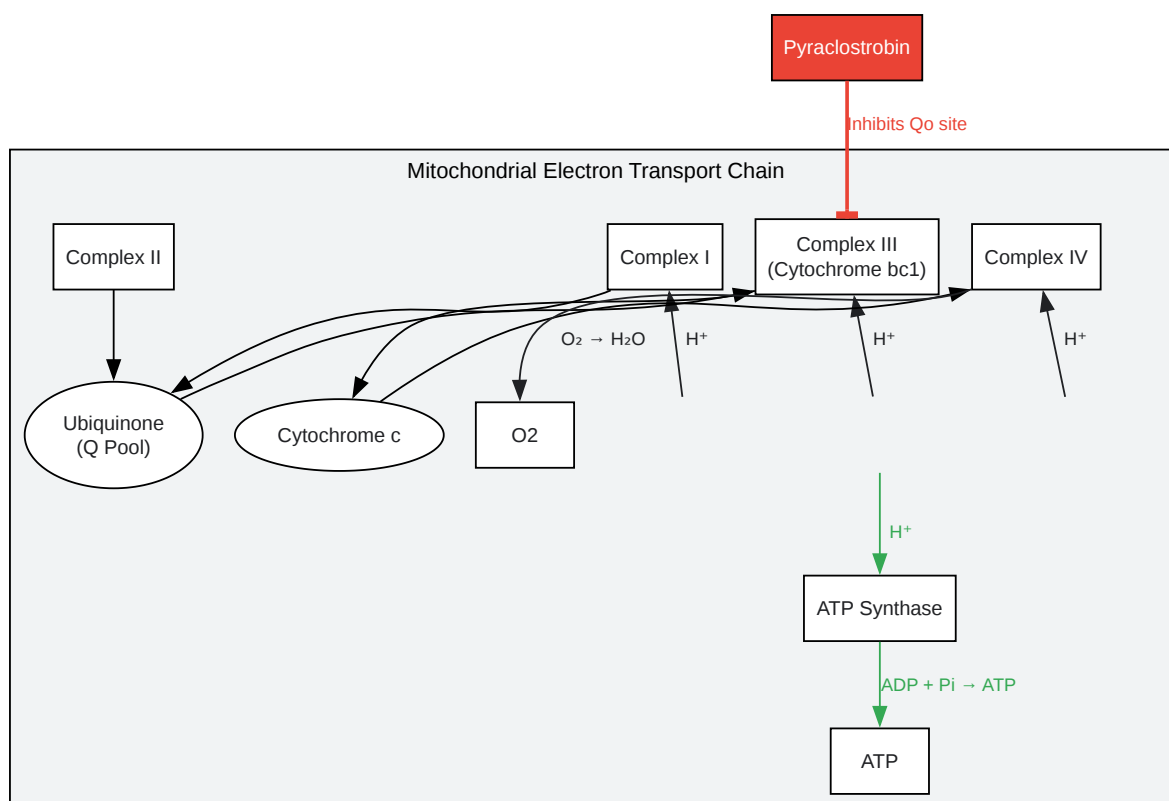 Pyraclostrobin
Inhibits Qo site
Mitochondrial Electron Transport Chain
Complex II
Complex I
Complex III
(Cytochrome bc1)
Complex IV
O₂ → H₂O
H⁺
H⁺
H⁺
Ubiquinone
(Q Pool)
Cytochrome c
O2
H⁺
ATP Synthase
ADP + Pi → ATP
ATP